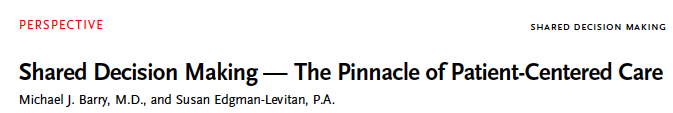 PERSPECTIVE
SHARED DECISION MAKING
Shared Decision Making — The Pinnacle of Patient-Centered Care
Michael J. Barry, M.D., and Susan Edgman-Levitan, P.A.